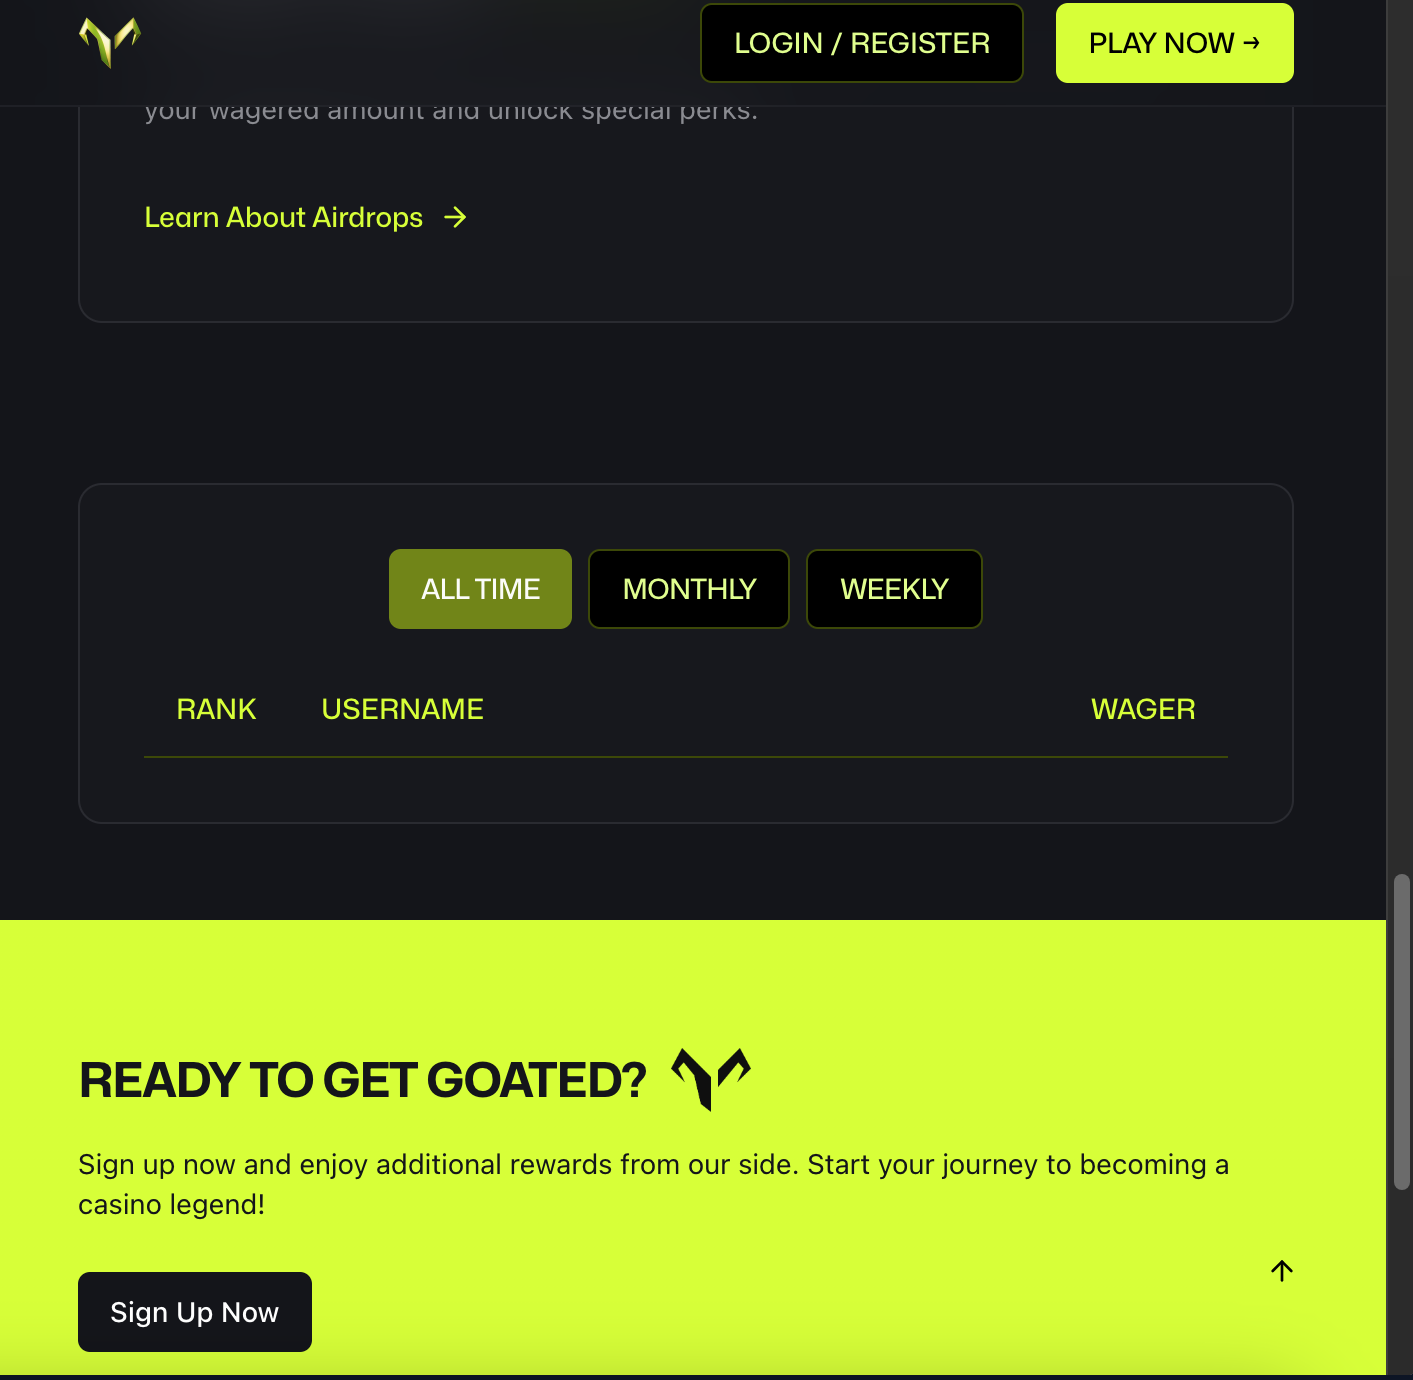 LOGIN / REGISTER
PLAY NOW →
your wagered amount and unlock special perks.
Learn About Airdrops →
ALL TIME
MONTHLY
WEEKLY
RANK USERNAME WAGER
READY TO GET GOATED?
Sign up now and enjoy additional rewards from our side. Start your journey to becoming a
casino legend!
Sign Up Now